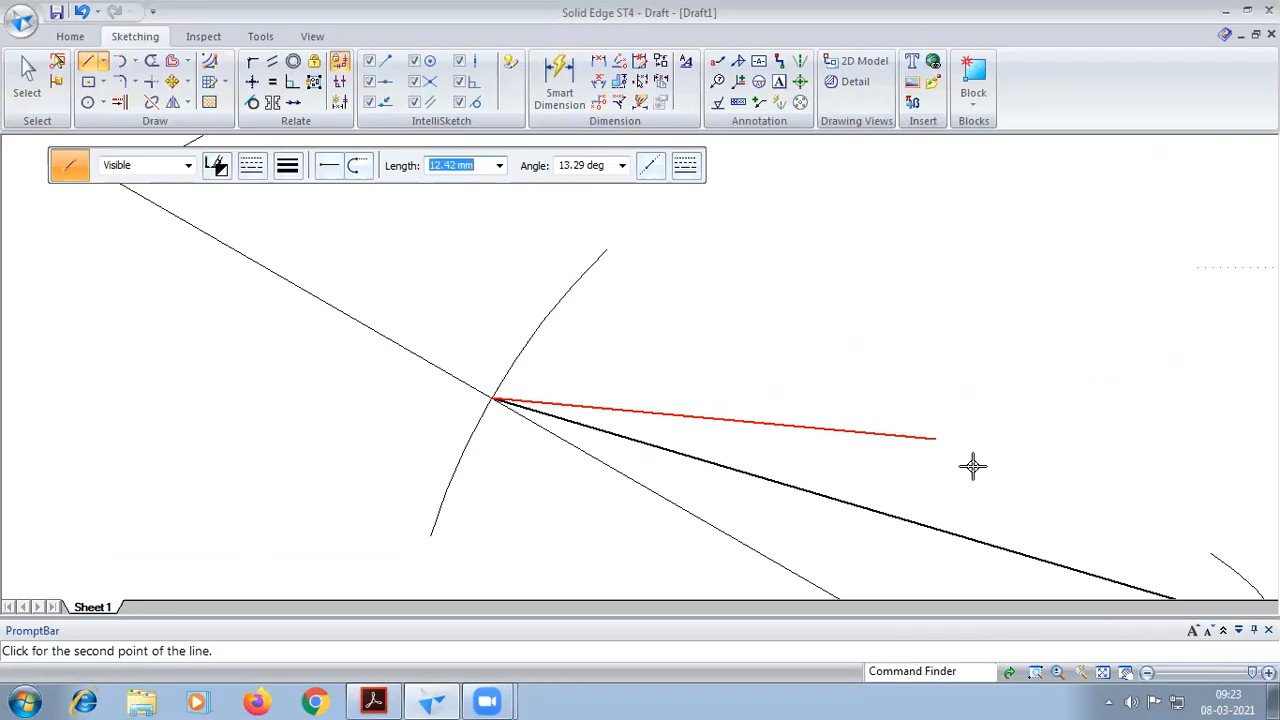 Solid Edge ST4 - Draft - [Draft1]
Home Sketching Inspect Tools View
Select
Smart Dimension
2D Model
Detail
Block
Select Draw Relate IntelliSketch Dimension Annotation Drawing Views Insert Blocks
Visible Length: 12.42 mm Angle: 13.29 deg
Sheet 1
PromptBar
Click for the second point of the line.
Command Finder
09:23
08-03-2021